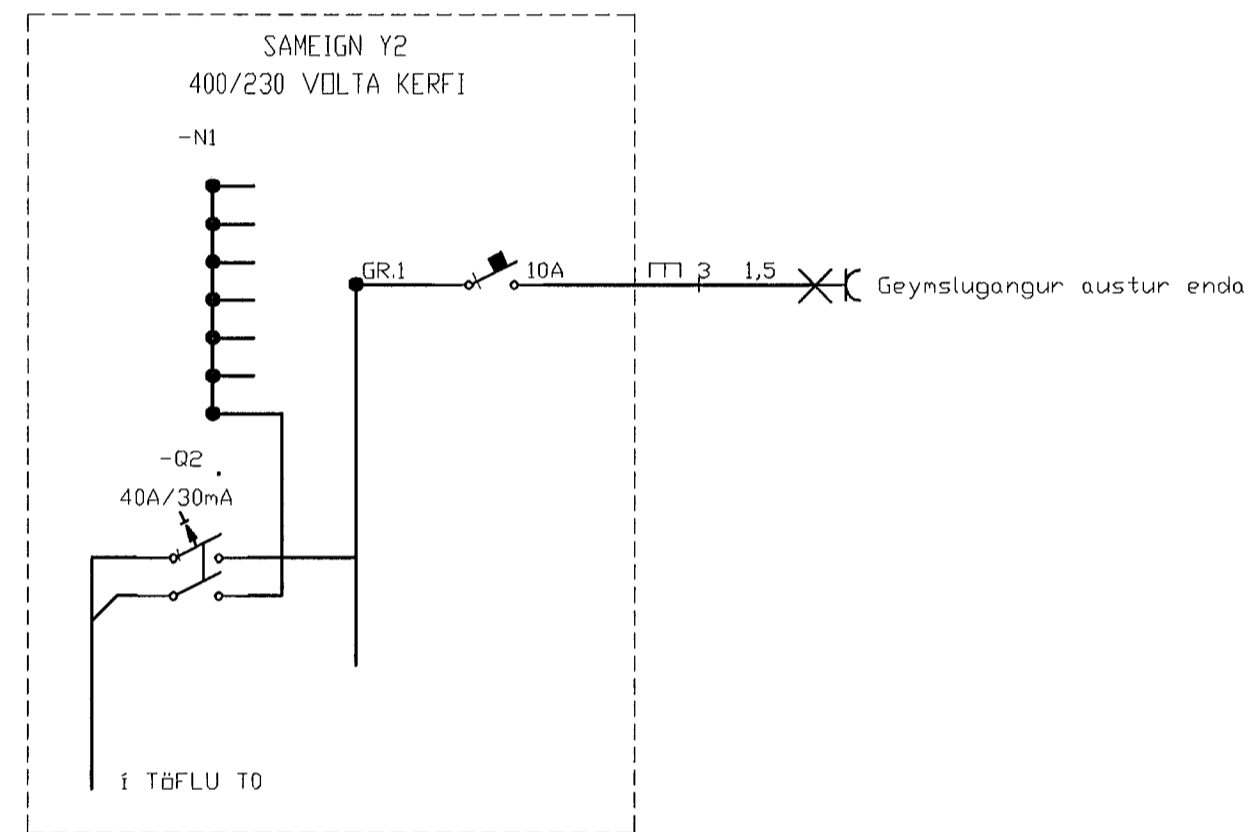 SAMEIGN Y2
400/230 VOLTA KERFI
-N1
GR.1
10A
3
1,5
Geymslugangur austur enda
-Q2
40A/30mA
í TÖFLU T0